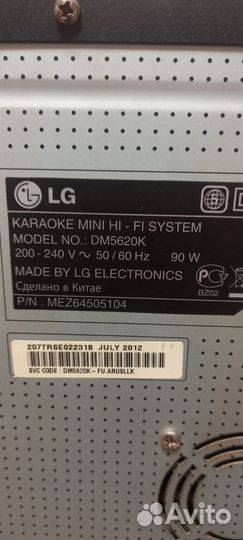 LG
KARAOKE MINI HI - FI SYSTEM
MODEL NO.: DM5620K
200 - 240 V ~ 50 / 60 Hz 90 W
MADE BY LG ELECTRONICS
Сделано в Китае
BZ02
P/N : MEZ64505104
207TRSE022318 JULY 2012
SVC CODE : DM5620K - FU.ARUSLLK
Avito